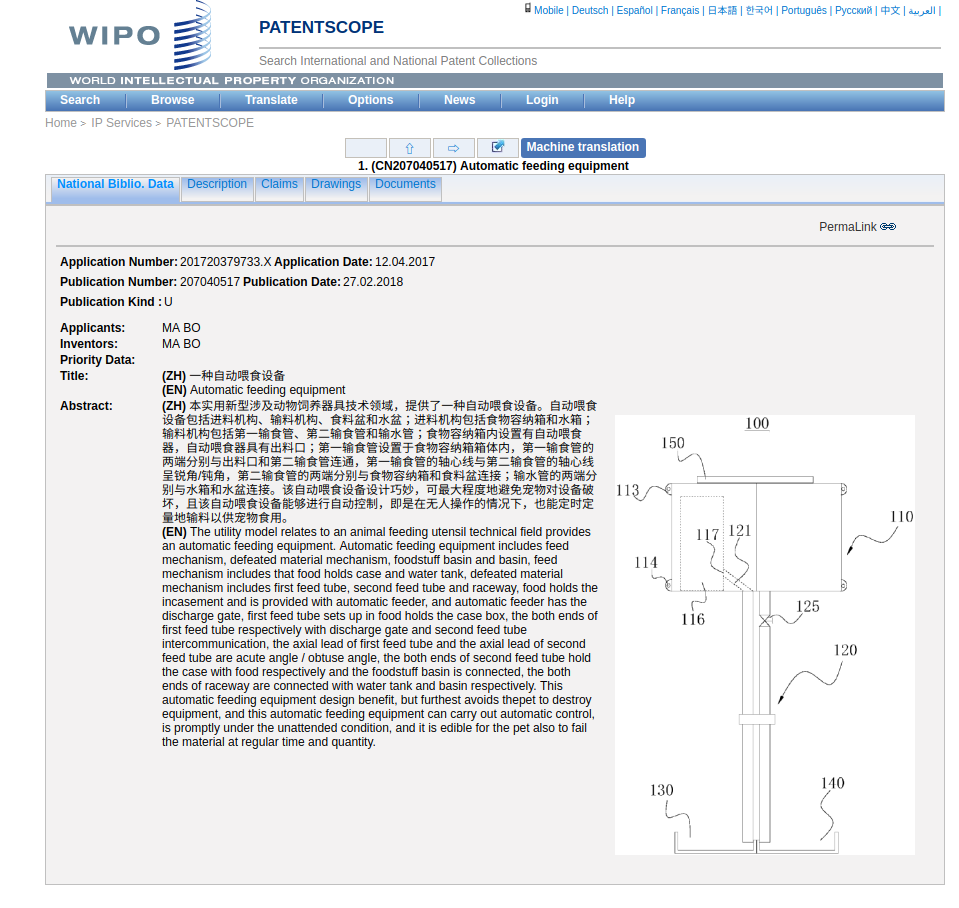 Mobile | Deutsch | Español | Français | 日本語 | 한국어 | Português | Русский | 中文 | العربية |
WIPO
PATENTSCOPE
Search International and National Patent Collections
WORLD INTELLECTUAL PROPERTY ORGANIZATION
Search Browse Translate Options News Login Help
Home > IP Services > PATENTSCOPE
Machine translation
1. (CN207040517) Automatic feeding equipment
National Biblio. Data Description Claims Drawings Documents
PermaLink
Application Number: 201720379733.X Application Date: 12.04.2017
Publication Number: 207040517 Publication Date: 27.02.2018
Publication Kind : U
Applicants: MA BO
Inventors: MA BO
Priority Data:
Title: (ZH) 一种自动喂食设备
(EN) Automatic feeding equipment
Abstract: (ZH) 本实用新型涉及动物饲养器具技术领域，提供了一种自动喂食设备。自动喂食
设备包括进料机构、输料机构、食料盆和水盆；进料机构包括食物容纳箱和水箱；
输料机构包括第一输食管、第二输食管和输水管；食物容纳箱内设置有自动喂食
器，自动喂食器具有出料口；第一输食管设置于食物容纳箱箱体内，第一输食管的
两端分别与出料口和第二输食管连通，第一输食管的轴心线与第二输食管的轴心线
呈锐角/钝角，第二输食管的两端分别与食物容纳箱和食料盆连接；输水管的两端分
别与水箱和水盆连接。该自动喂食设备设计巧妙，可最大程度地避免宠物对设备破
坏，且该自动喂食设备能够进行自动控制，即是在无人操作的情况下，也能定时定
量地输料以供宠物食用。
(EN) The utility model relates to an animal feeding utensil technical field provides
an automatic feeding equipment. Automatic feeding equipment includes feed
mechanism, defeated material mechanism, foodstuff basin and basin, feed
mechanism includes that food holds case and water tank, defeated material
mechanism includes first feed tube, second feed tube and raceway, food holds the
incasement and is provided with automatic feeder, and automatic feeder has the
discharge gate, first feed tube sets up in food holds the case box, the both ends of
first feed tube respectively with discharge gate and second feed tube
intercommunication, the axial lead of first feed tube and the axial lead of second
feed tube are acute angle / obtuse angle, the both ends of second feed tube hold
the case with food respectively and the foodstuff basin is connected, the both
ends of raceway are connected with water tank and basin respectively. This
automatic feeding equipment design benefit, but furthest avoids thepet to destroy
equipment, and this automatic feeding equipment can carry out automatic control,
is promptly under the unattended condition, and it is edible for the pet also to fail
the material at regular time and quantity.
100
150
113
110
117 121
114
116
125
120
130
140